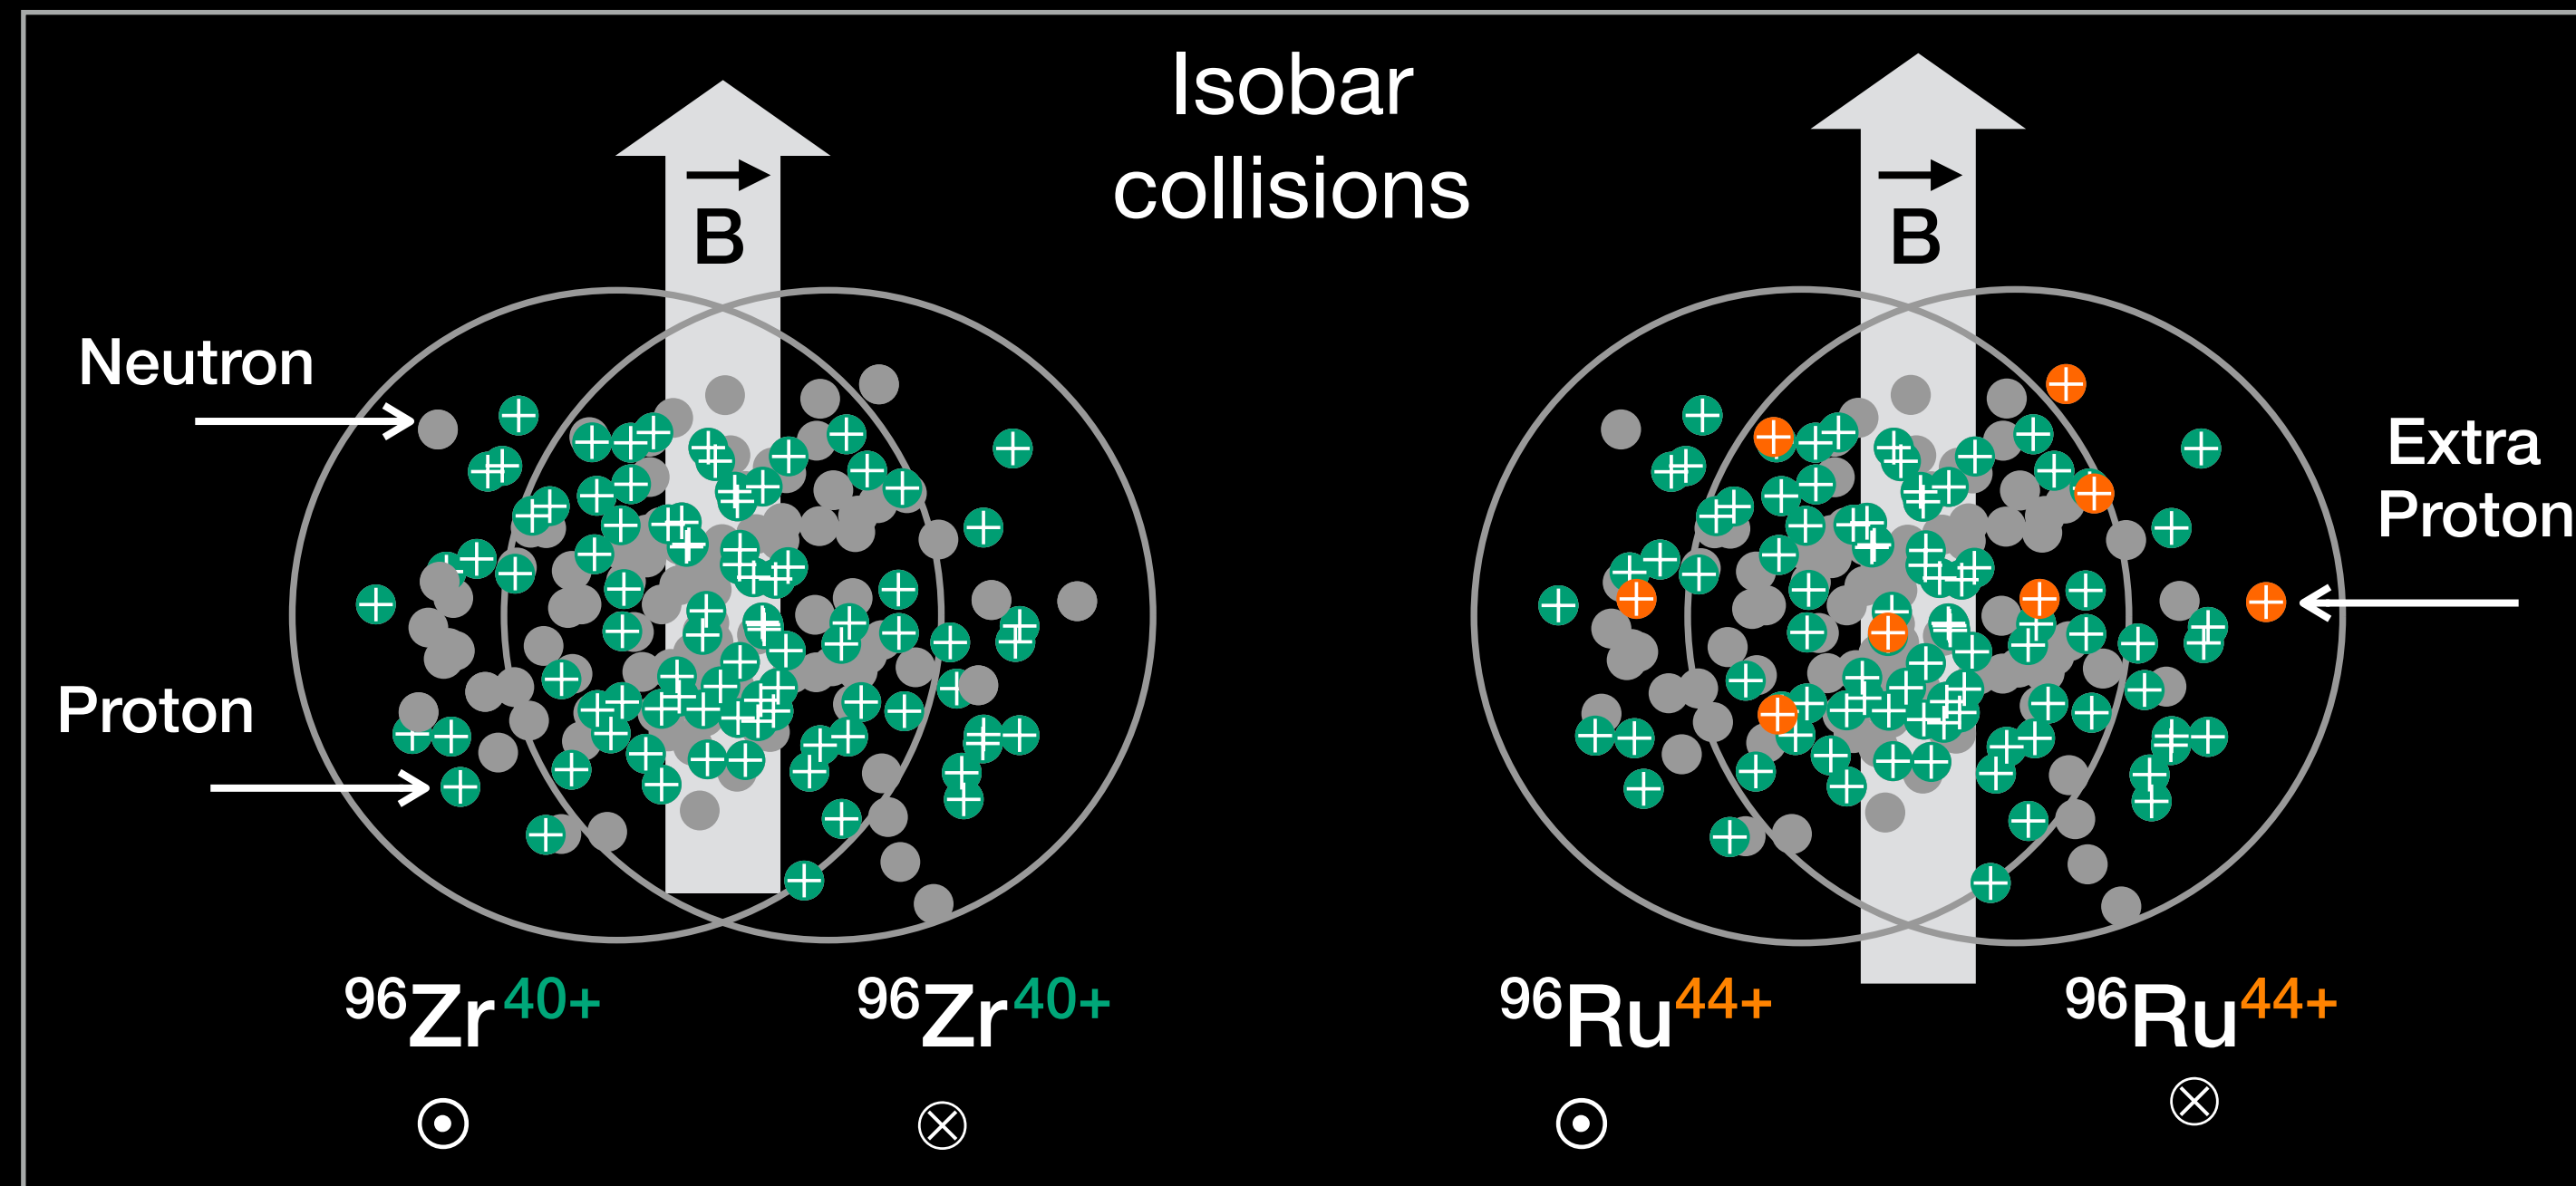 Isobar
collisions
B
B
Neutron
Proton
Extra
Proton
⁹⁶Zr⁴⁰⁺
⁹⁶Zr⁴⁰⁺
⁹⁶Ru⁴⁴⁺
⁹⁶Ru⁴⁴⁺